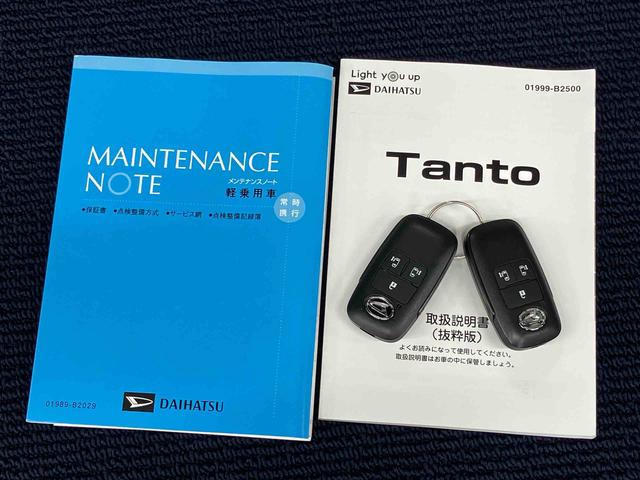 MAINTENANCE
NOTE
メンテナンスノート
軽乗用車
常時
携行
•保証書 •点検整備方式 •サービス網 •点検整備記録簿
01989-B2029
DAIHATSU
Light you up
DAIHATSU
01999-B2500
Tanto
取扱説明書
（抜粋版）
よくお読みになって使用してください。
取扱説明書はお車の中に保管しましょう。